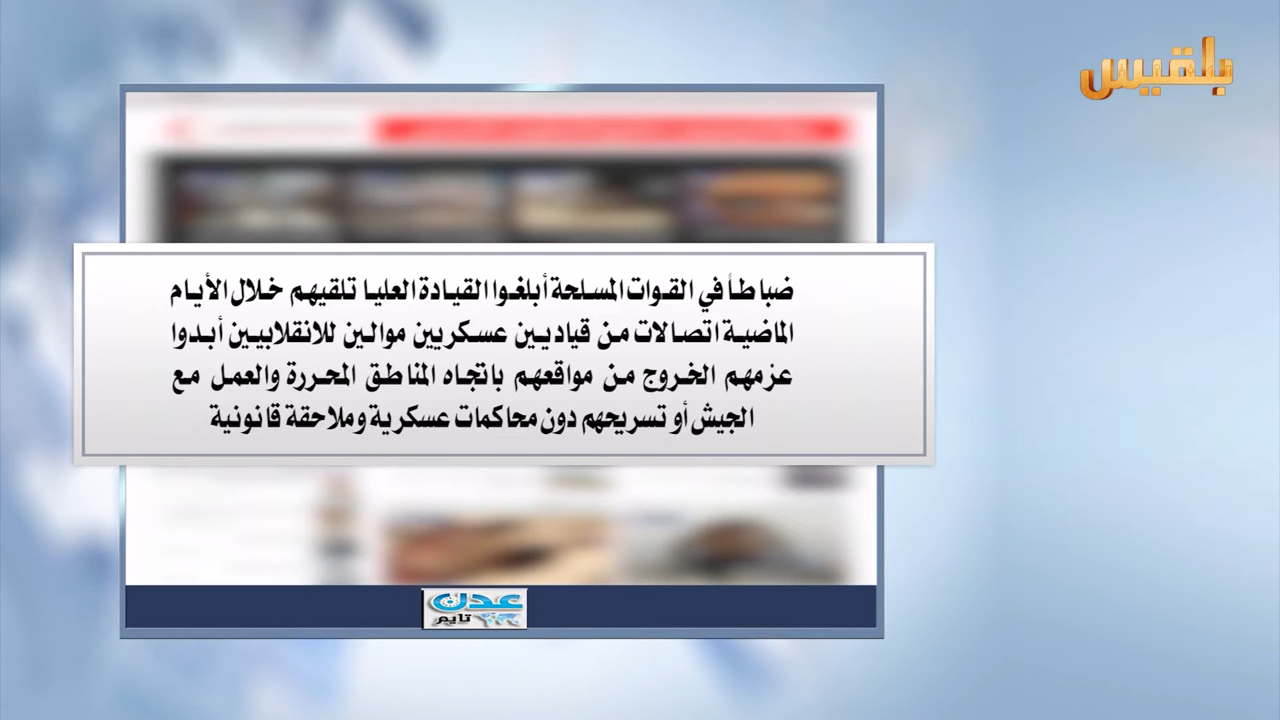 بلقيس
ضباطاً في القوات المسلحة أبلغوا القيادة العليا تلقيهم خلال الأيام
الماضية اتصالات من قياديين عسكريين موالين للانقلابيين أبدوا
عزمهم الخروج من مواقعهم باتجاه المناطق المحررة والعمل مع
الجيش أو تسريحهم دون محاكمات عسكرية وملاحقة قانونية
عدن
تايم